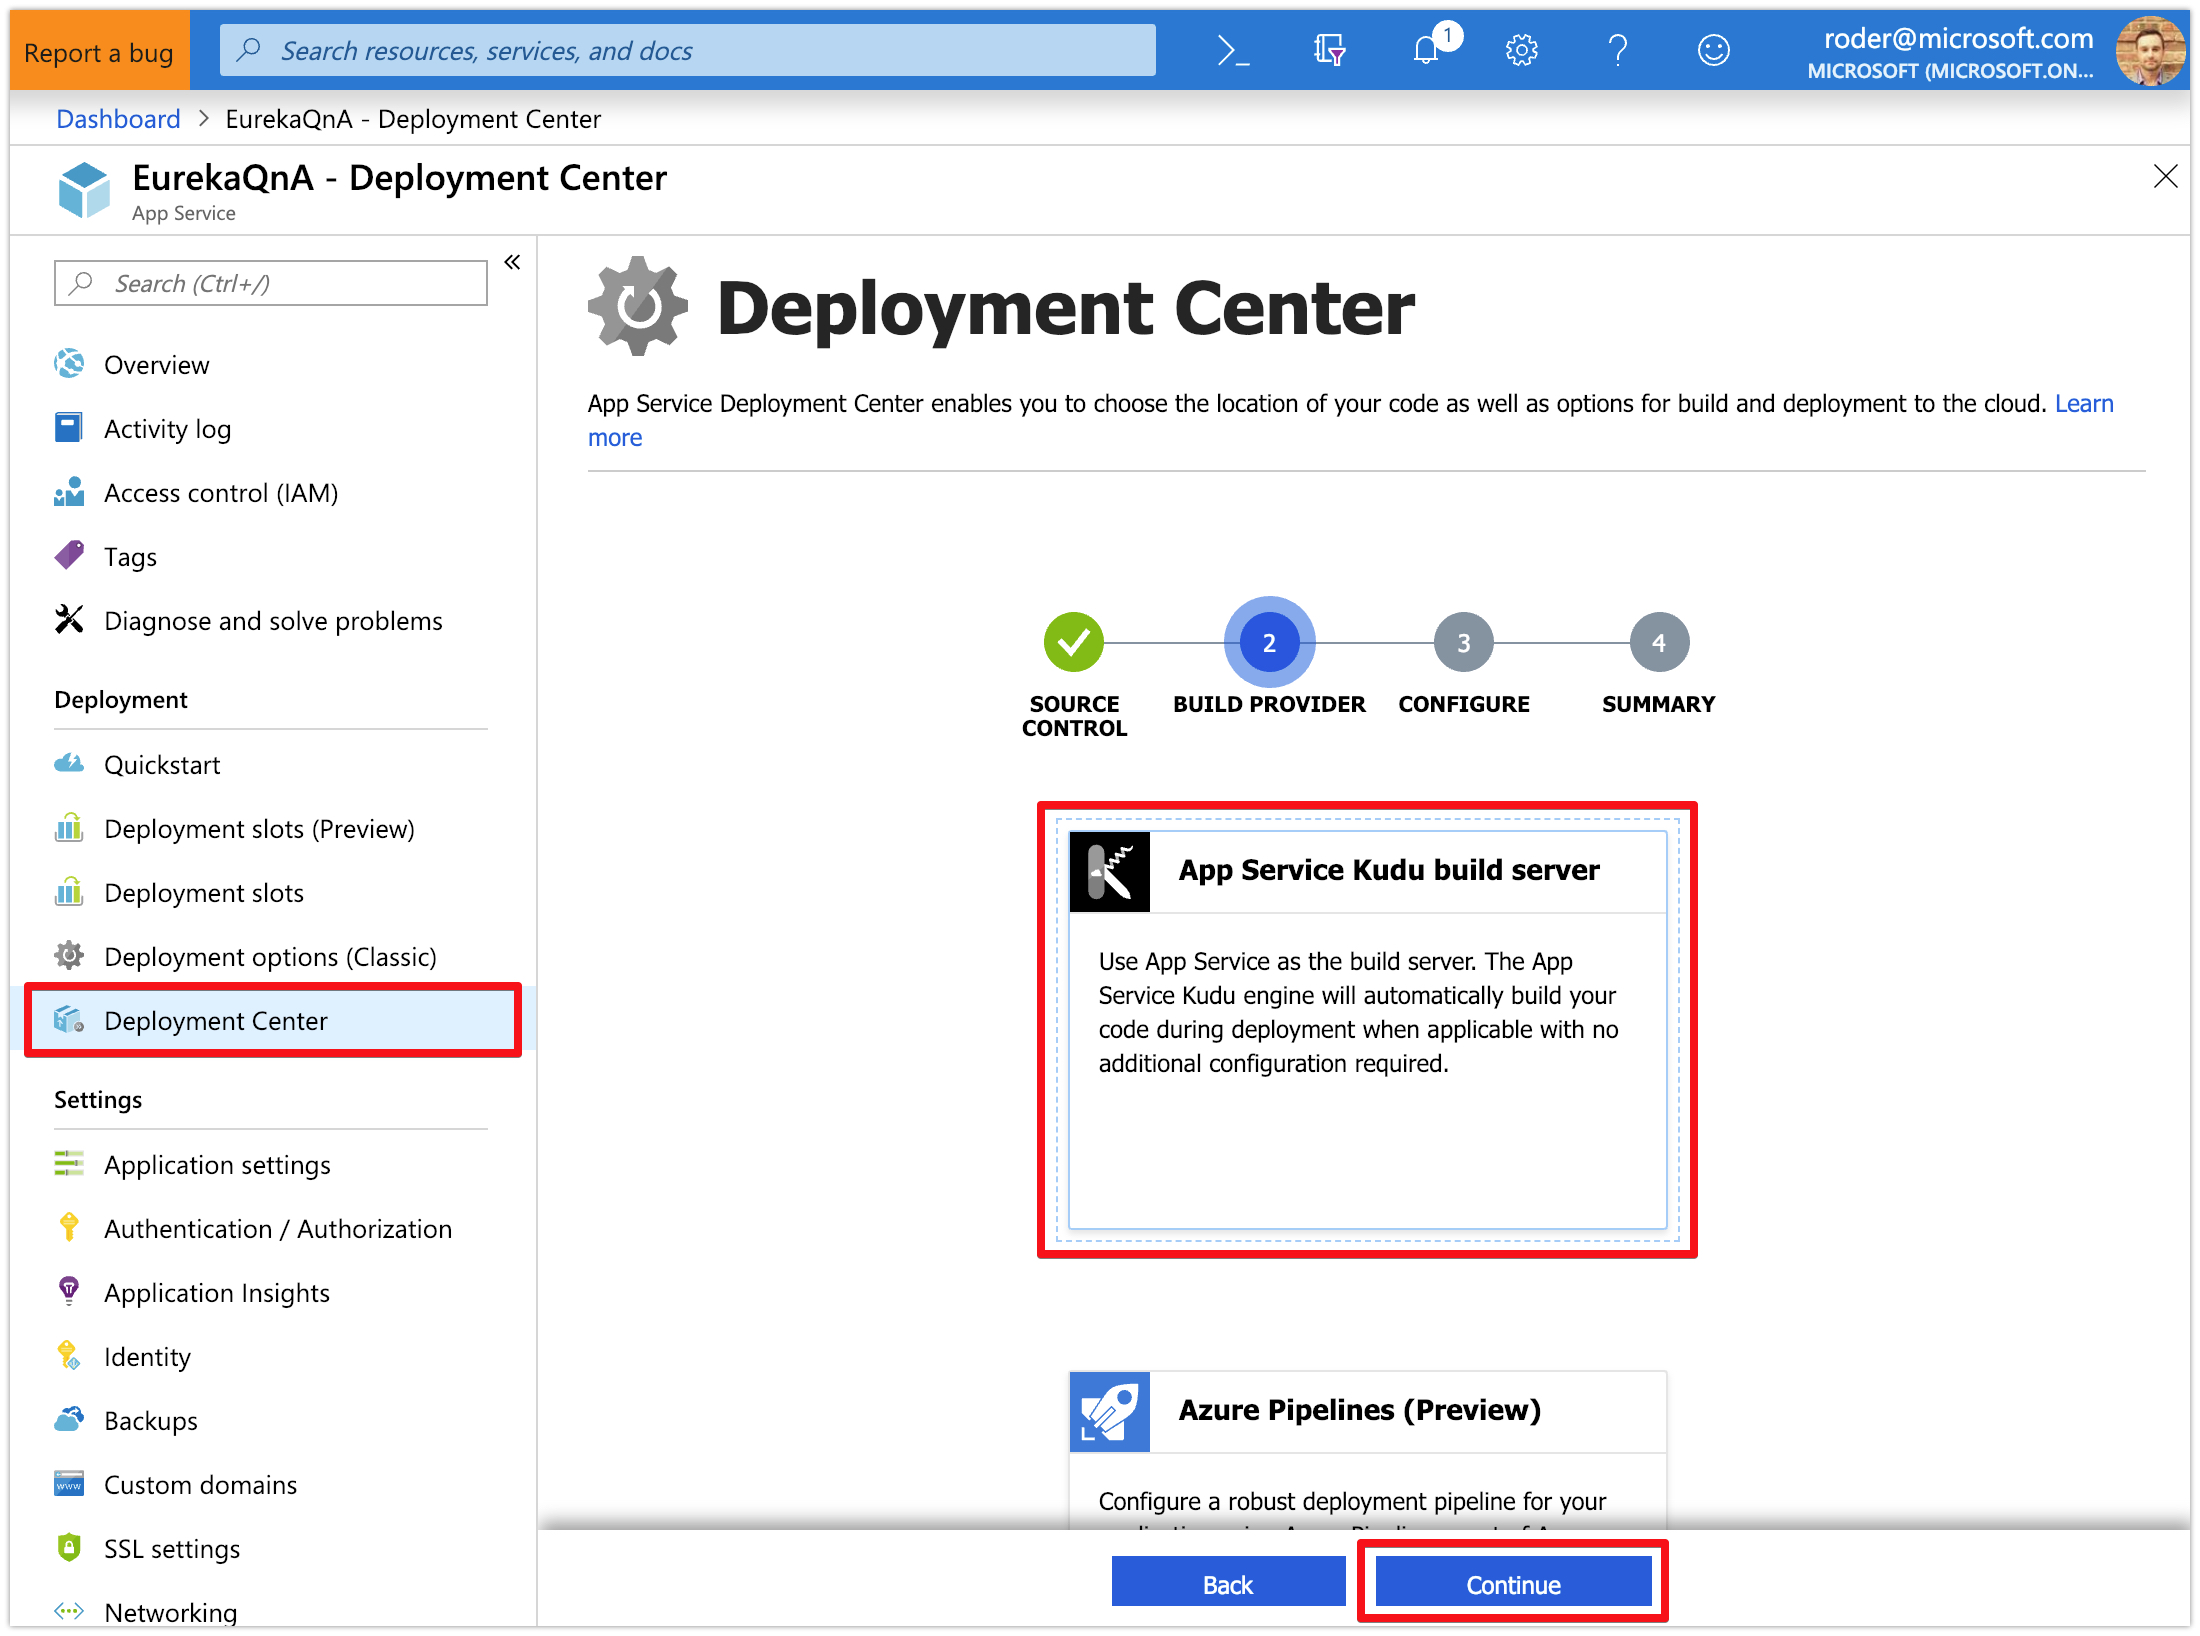 Report a bug
Search resources, services, and docs
1
roder@microsoft.com
MICROSOFT (MICROSOFT.ON...
Dashboard > EurekaQnA - Deployment Center
EurekaQnA - Deployment Center
App Service
Search (Ctrl+/)
Overview
Activity log
Access control (IAM)
Tags
Diagnose and solve problems
Deployment
Quickstart
Deployment slots (Preview)
Deployment slots
Deployment options (Classic)
Deployment Center
Settings
Application settings
Authentication / Authorization
Application Insights
Identity
Backups
www
Custom domains
SSL settings
Networking
Deployment Center
App Service Deployment Center enables you to choose the location of your code as well as options for build and deployment to the cloud. Learn
more
2
3
4
SOURCE
CONTROL
BUILD PROVIDER
CONFIGURE
SUMMARY
App Service Kudu build server
Use App Service as the build server. The App
Service Kudu engine will automatically build your
code during deployment when applicable with no
additional configuration required.
Azure Pipelines (Preview)
Configure a robust deployment pipeline for your
Back
Continue